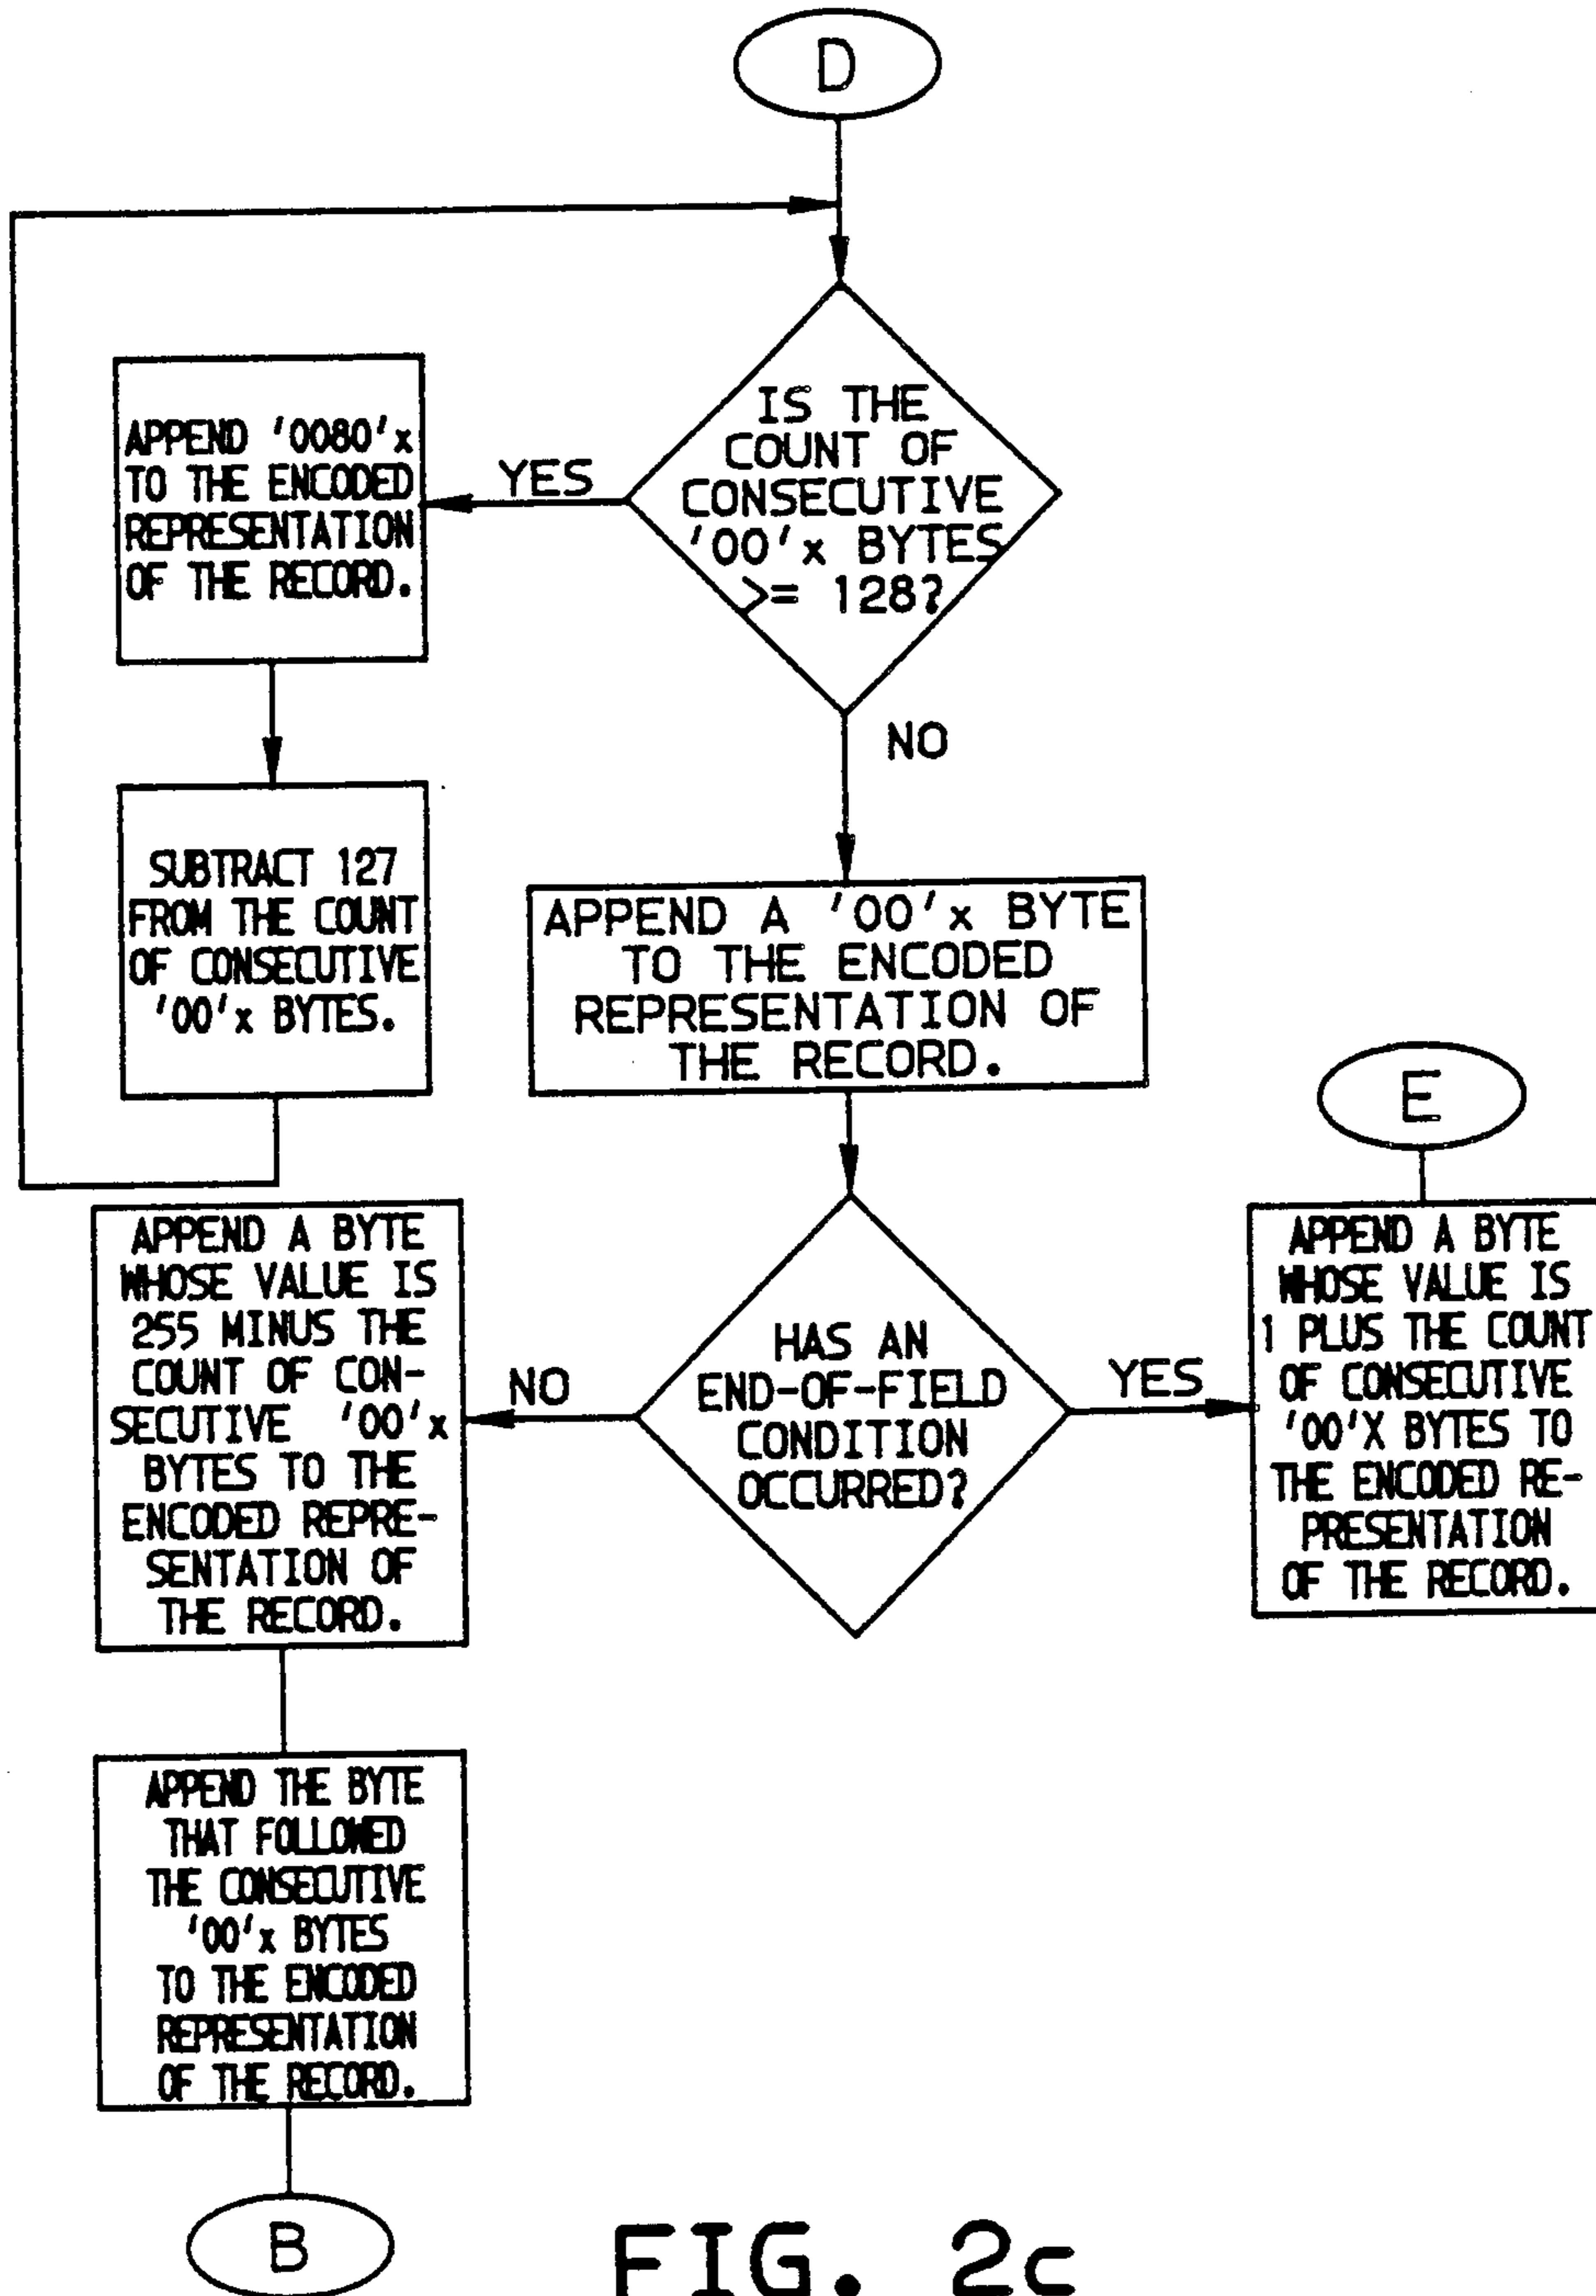 D
IS THE
COUNT OF
CONSECUTIVE
'00'x BYTES
>= 128?
YES
APPEND '0080'x
TO THE ENCODED
REPRESENTATION
OF THE RECORD.
SUBTRACT 127
FROM THE COUNT
OF CONSECUTIVE
'00'x BYTES.
NO
APPEND A '00'x BYTE
TO THE ENCODED
REPRESENTATION OF
THE RECORD.
HAS AN
END-OF-FIELD
CONDITION
OCCURRED?
NO
APPEND A BYTE
WHOSE VALUE IS
255 MINUS THE
COUNT OF CON-
SECUTIVE '00'x
BYTES TO THE
ENCODED REPRE-
SENTATION OF
THE RECORD.
APPEND THE BYTE
THAT FOLLOWED
THE CONSECUTIVE
'00'x BYTES
TO THE ENCODED
REPRESENTATION
OF THE RECORD.
B
YES
E
APPEND A BYTE
WHOSE VALUE IS
1 PLUS THE COUNT
OF CONSECUTIVE
'00'X BYTES TO
THE ENCODED RE-
PRESENTATION
OF THE RECORD.
FIG. 2c